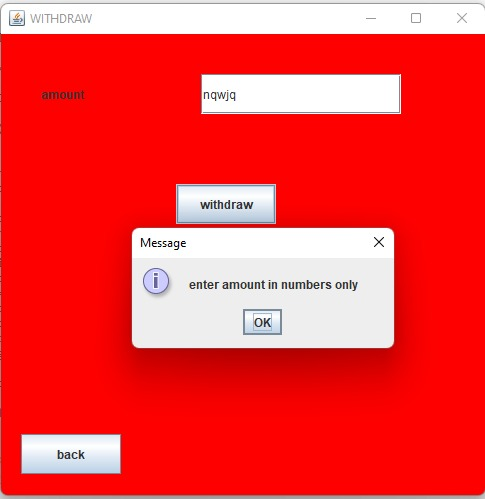 WITHDRAW
amount
nqwjq
withdraw
Message
i
enter amount in numbers only
OK
back